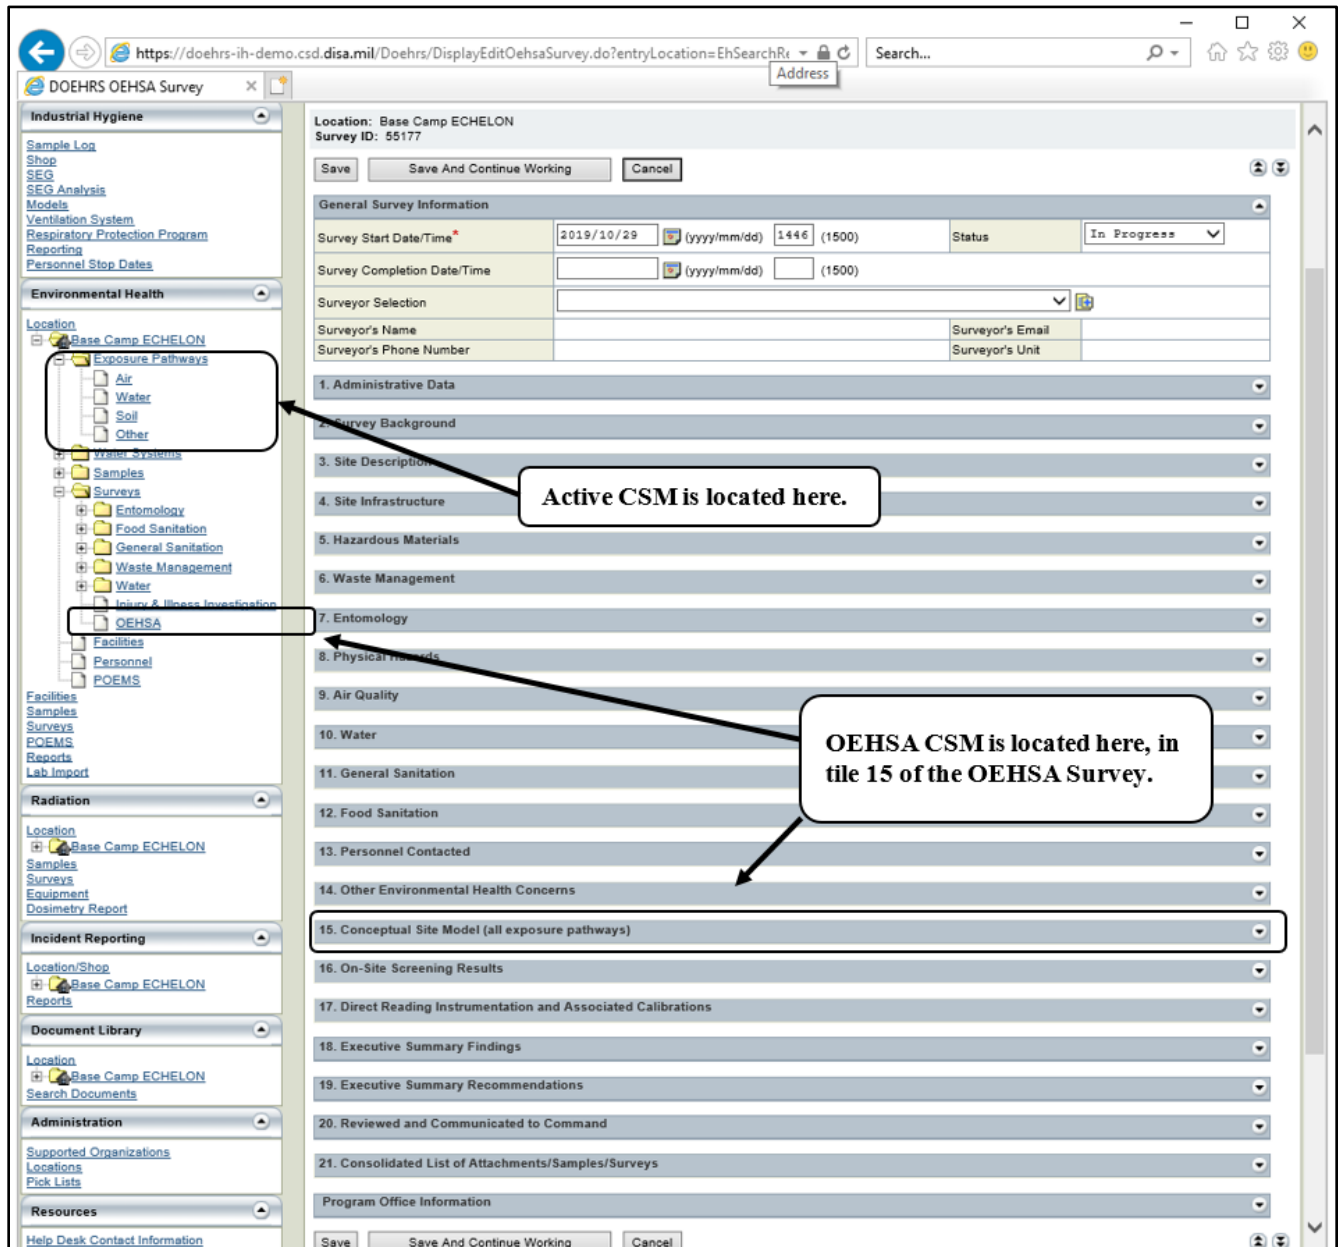 https://doehrs-ih-demo.csd.disa.mil/Doehrs/DisplayEditOehsaSurvey.do?entryLocation=EhSearchRe
Search...
Address
DOEHRS OEHSA Survey
Industrial Hygiene
Sample Log
Shop
SEG
SEG Analysis
Models
Ventilation System
Respiratory Protection Program
Reporting
Personnel Stop Dates
Environmental Health
Location
Base Camp ECHELON
Exposure Pathways
Air
Water
Soil
Other
Water Systems
Samples
Surveys
Entomology
Food Sanitation
General Sanitation
Waste Management
Water
Injury & Illness Investigation
OEHSA
Facilities
Personnel
POEMS
Facilities
Samples
Surveys
POEMS
Reports
Lab Import
Radiation
Location
Base Camp ECHELON
Samples
Surveys
Equipment
Dosimetry Report
Incident Reporting
Location/Shop
Base Camp ECHELON
Reports
Document Library
Location
Base Camp ECHELON
Search Documents
Administration
Supported Organizations
Locations
Pick Lists
Resources
Help Desk Contact Information
Location: Base Camp ECHELON
Survey ID: 55177
Save Save And Continue Working Cancel
General Survey Information
Survey Start Date/Time* 2019/10/29 (yyyy/mm/dd) 1446 (1500) Status In Progress
Survey Completion Date/Time (yyyy/mm/dd) (1500)
Surveyor Selection
Surveyor's Name Surveyor's Email
Surveyor's Phone Number Surveyor's Unit
1. Administrative Data
2. Survey Background
3. Site Description
4. Site Infrastructure
Active CSM is located here.
5. Hazardous Materials
6. Waste Management
7. Entomology
8. Physical Hazards
9. Air Quality
10. Water
OEHSA CSM is located here, in
tile 15 of the OEHSA Survey.
11. General Sanitation
12. Food Sanitation
13. Personnel Contacted
14. Other Environmental Health Concerns
15. Conceptual Site Model (all exposure pathways)
16. On-Site Screening Results
17. Direct Reading Instrumentation and Associated Calibrations
18. Executive Summary Findings
19. Executive Summary Recommendations
20. Reviewed and Communicated to Command
21. Consolidated List of Attachments/Samples/Surveys
Program Office Information
Save Save And Continue Working Cancel